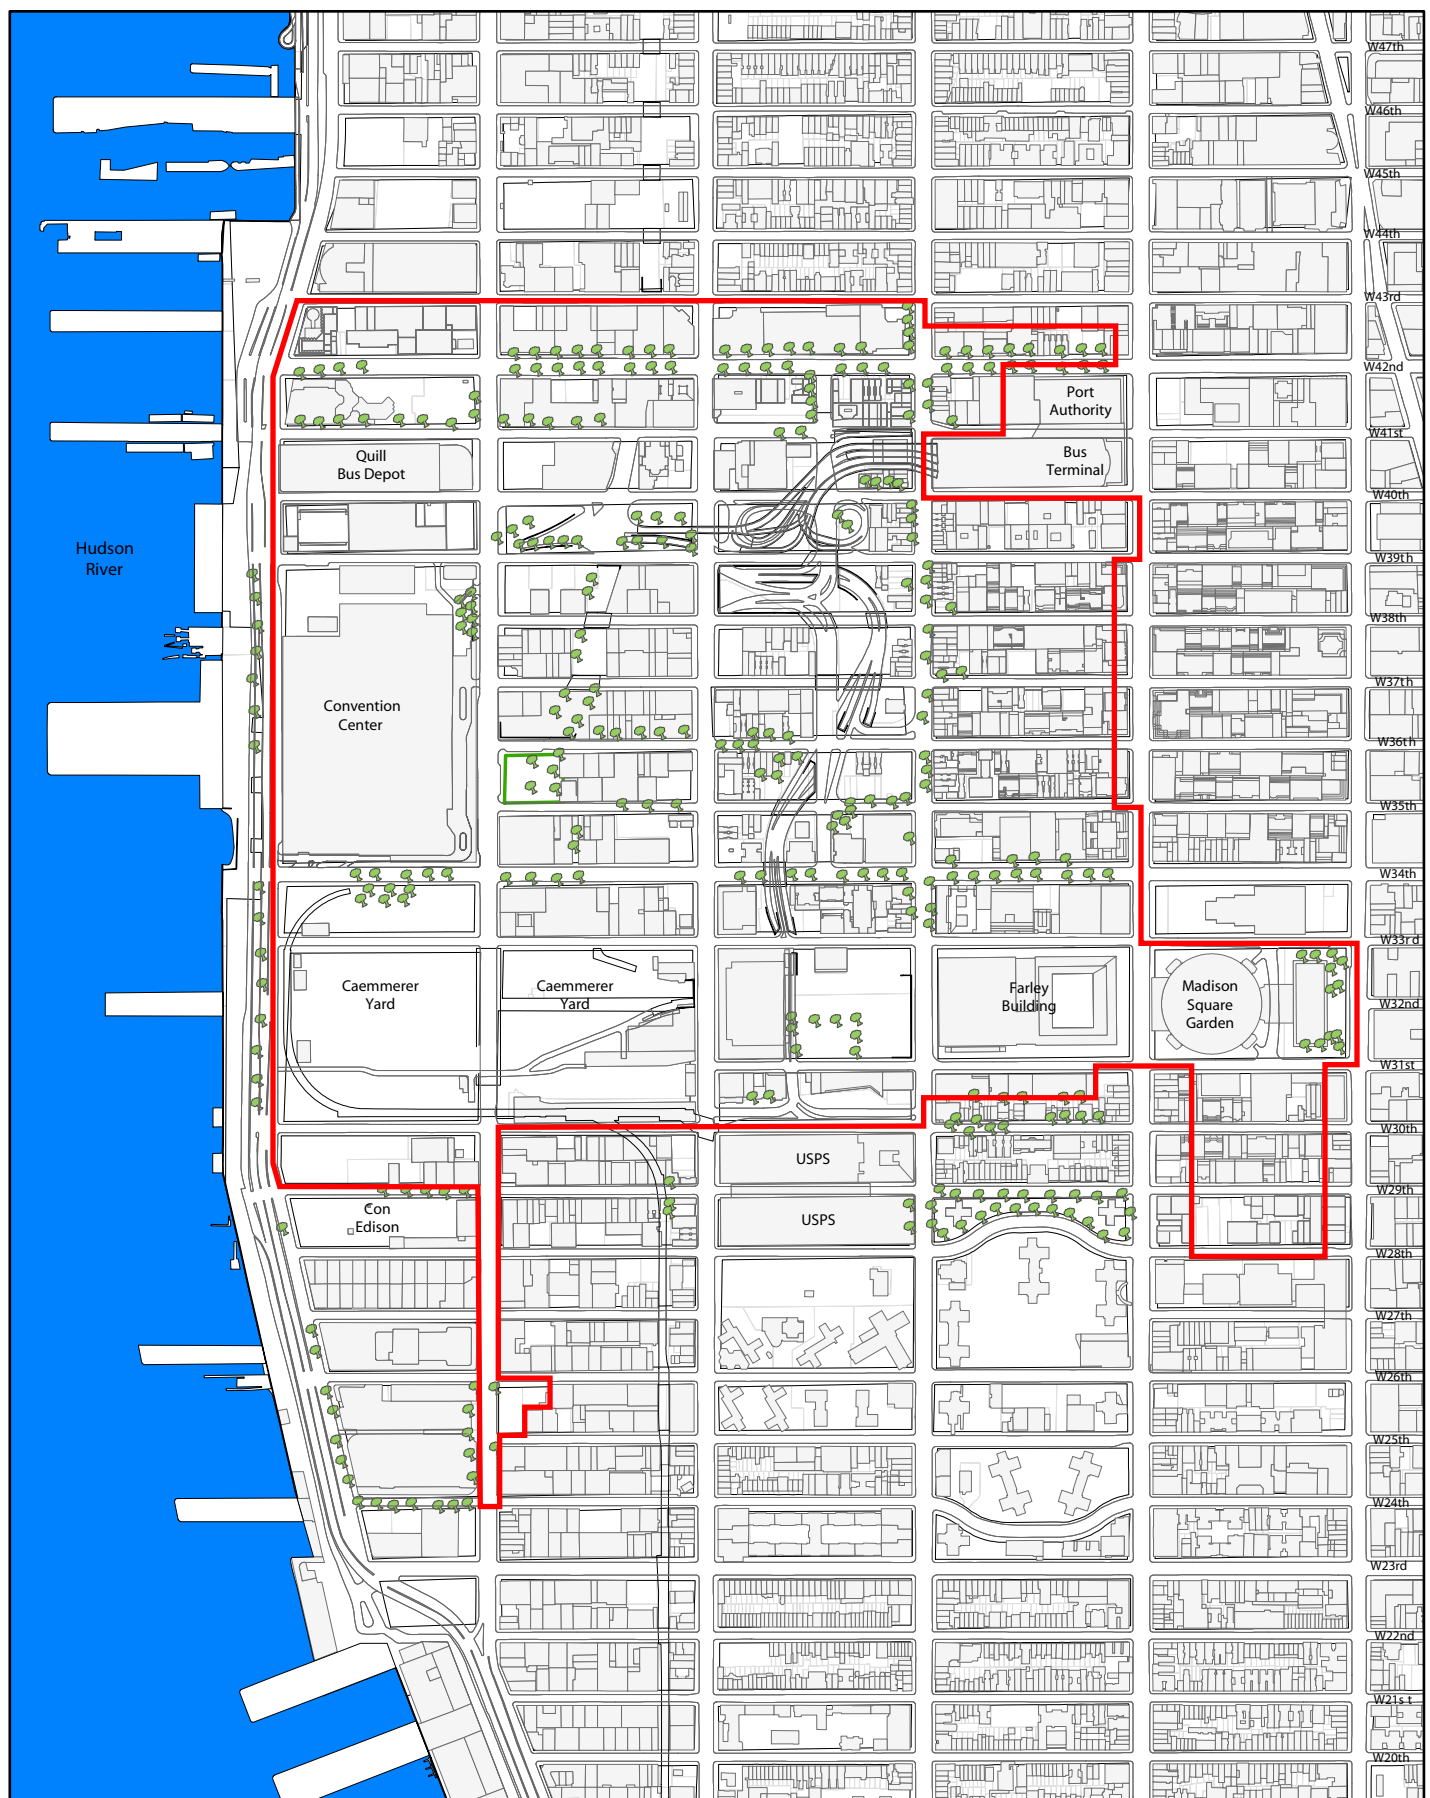 W47th
W46th
W45th
W44th
W43rd
W42nd
Port
Authority
W41st
Quill
Bus Depot
Bus
Terminal
W40th
Hudson
River
W39th
W38th
W37th
Convention
Center
W36th
W35th
W34th
W33rd
Caemmerer
Yard
Caemmerer
Yard
Farley
Building
Madison
Square
Garden
W32nd
W31st
W30th
USPS
W29th
Con
Edison
USPS
W28th
W27th
W26th
W25th
W24th
W23rd
W22nd
W21st
W20th